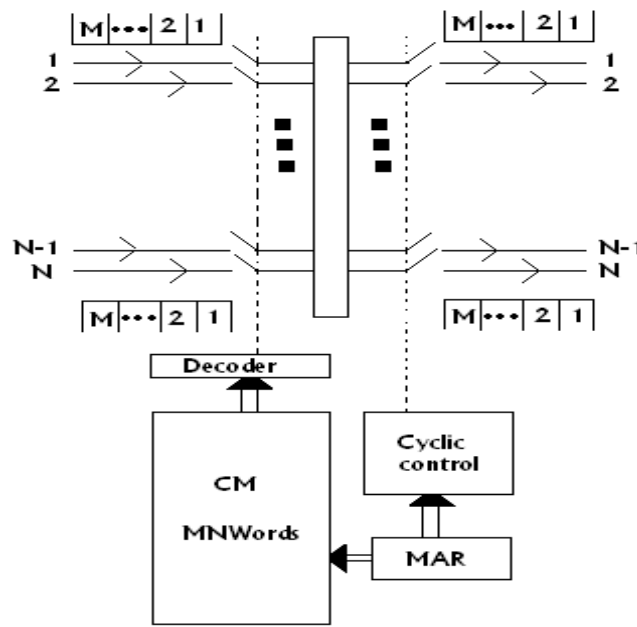 M ••• 2 1
M ••• 2 1
1
2
1
2
N-1
N
N-1
N
M ••• 2 1
M ••• 2 1
Decoder
Cyclic
control
CM
MNWords
MAR